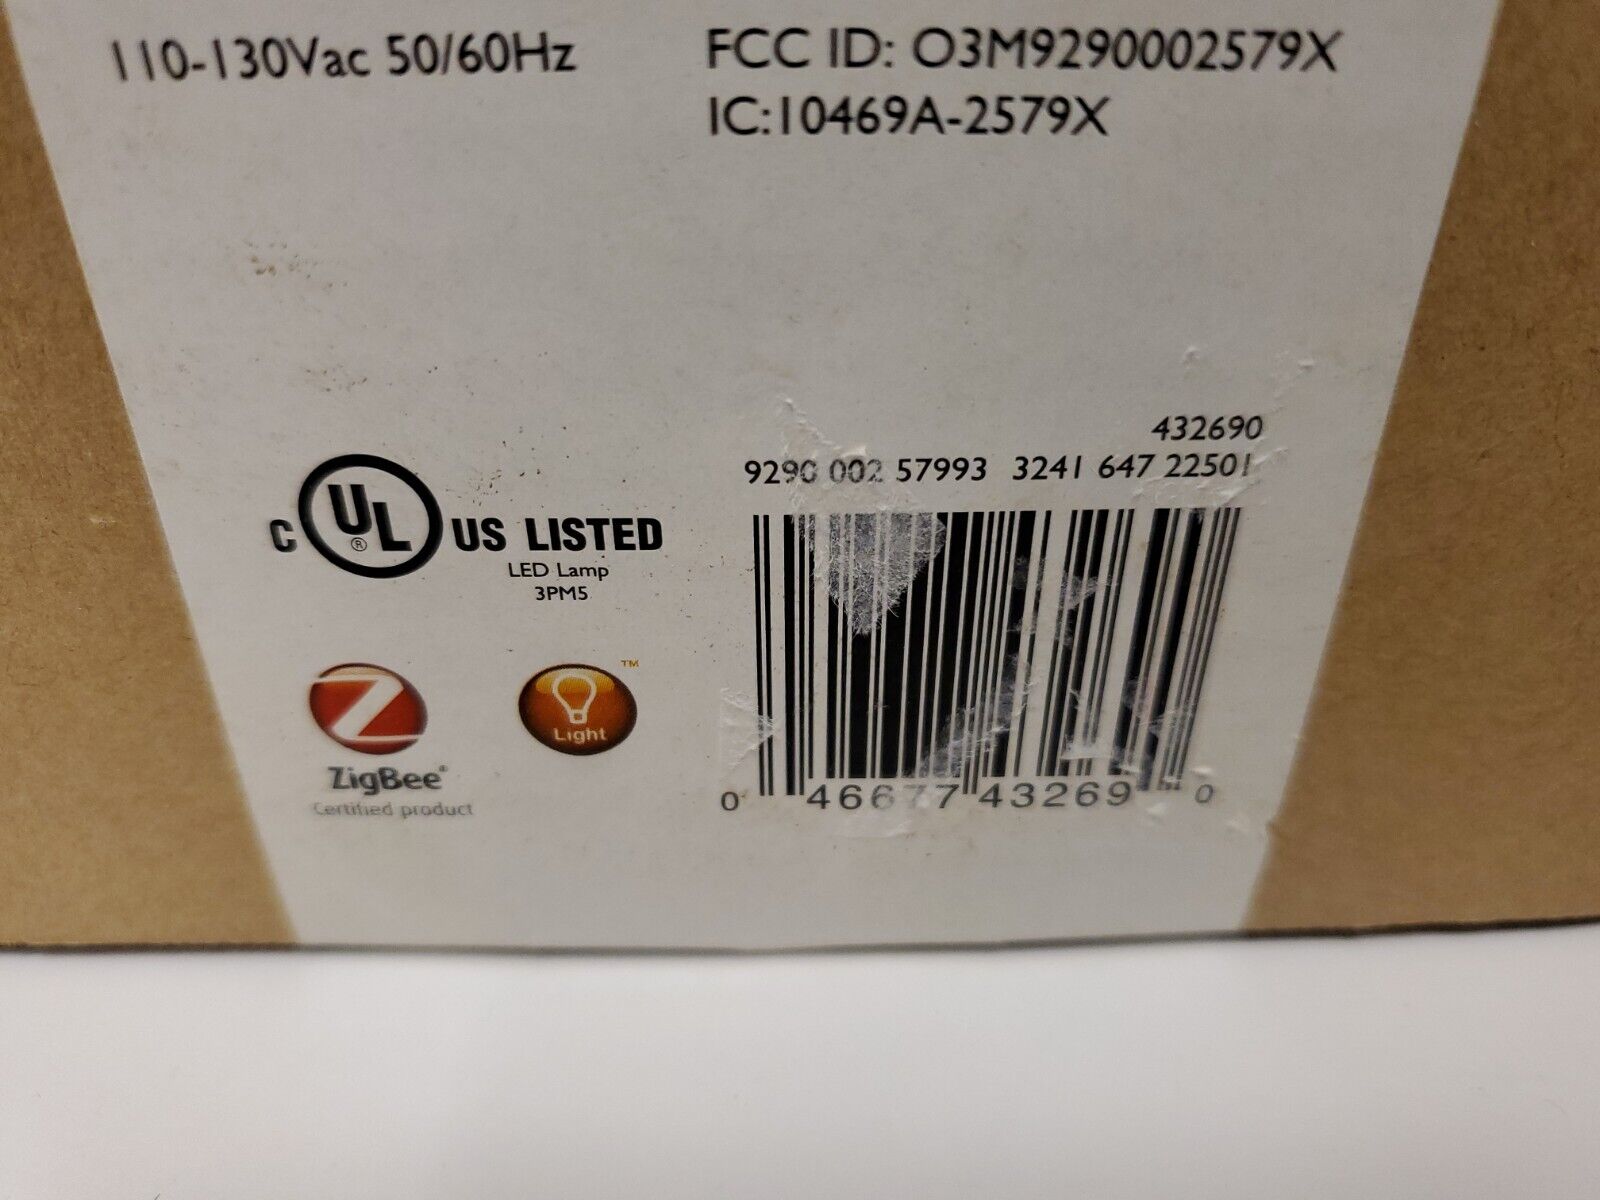 110-130Vac 50/60Hz
FCC ID: O3M9290002579X
IC:10469A-2579X
432690
9290 002 57993 3241 647 22501
C UL® US LISTED
LED Lamp
3PM5
Z
TM
Light
ZigBee®
Certified product
0 46677 43269 0